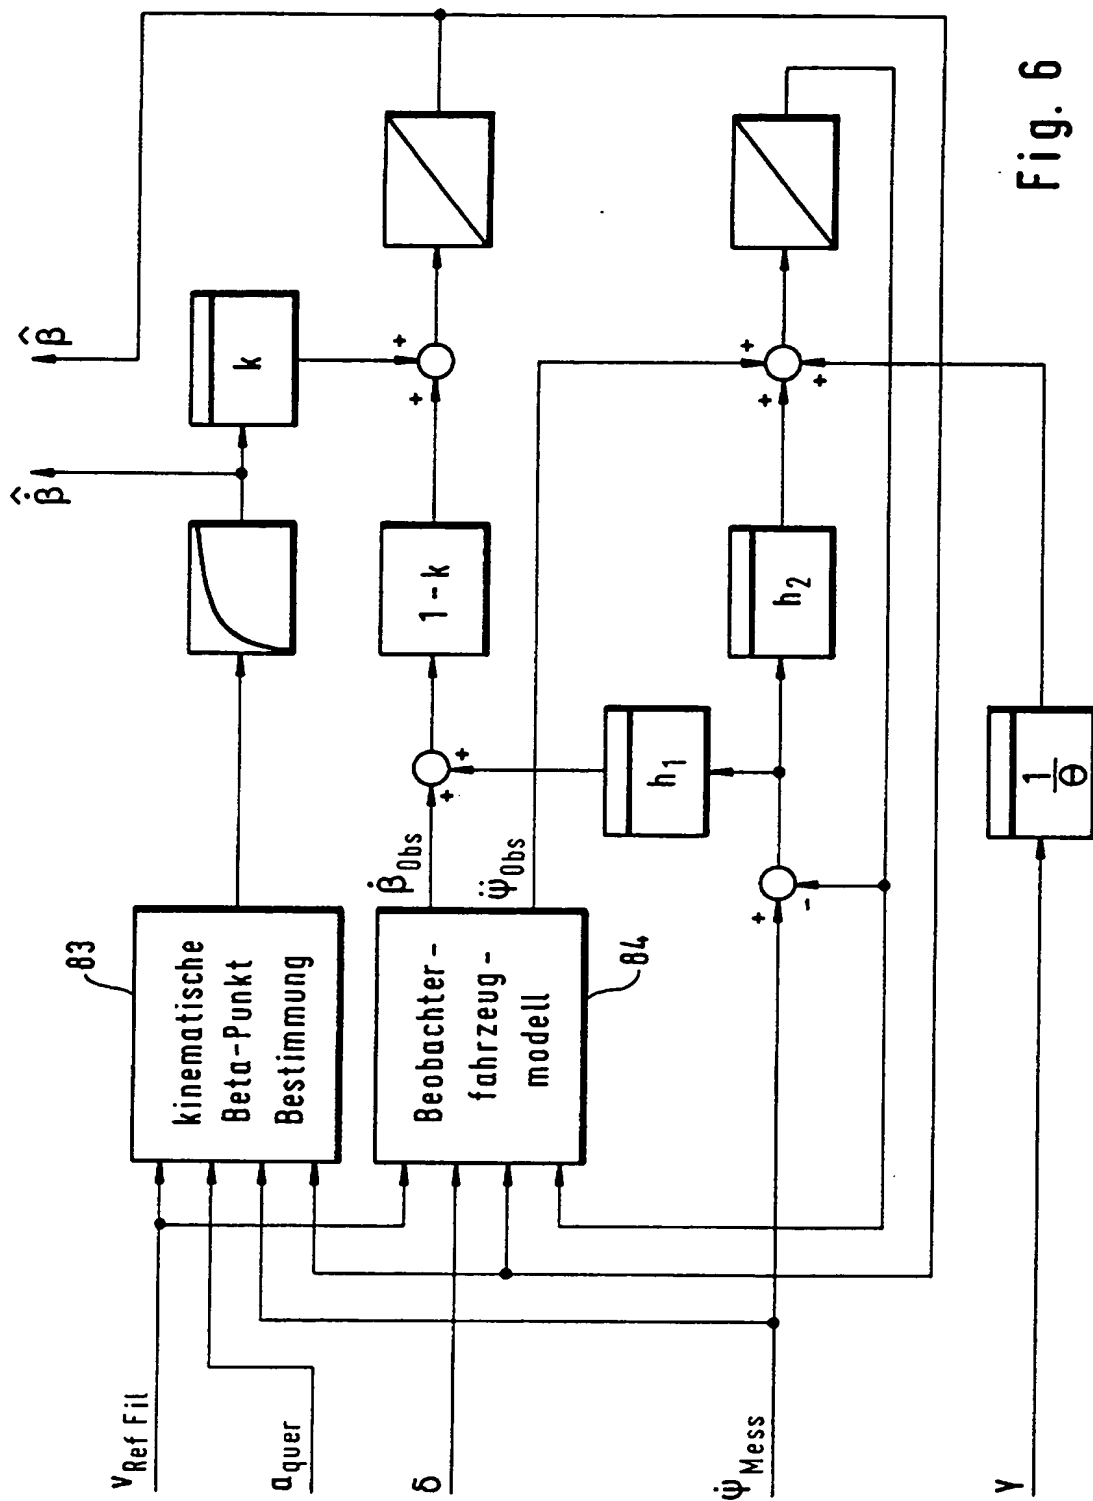 β̂
β̂̇
k
+
+
1-k
+
+
+
+
+
h₂
h₁
1/Θ
+
-
83
kinematische
Beta-Punkt
Bestimmung
84
Beobachter-
fahrzeug-
modell
β̇Obs
ψ̈Obs
vRef Fil
aquer
δ
ψ̇Mess
γ
Fig. 6